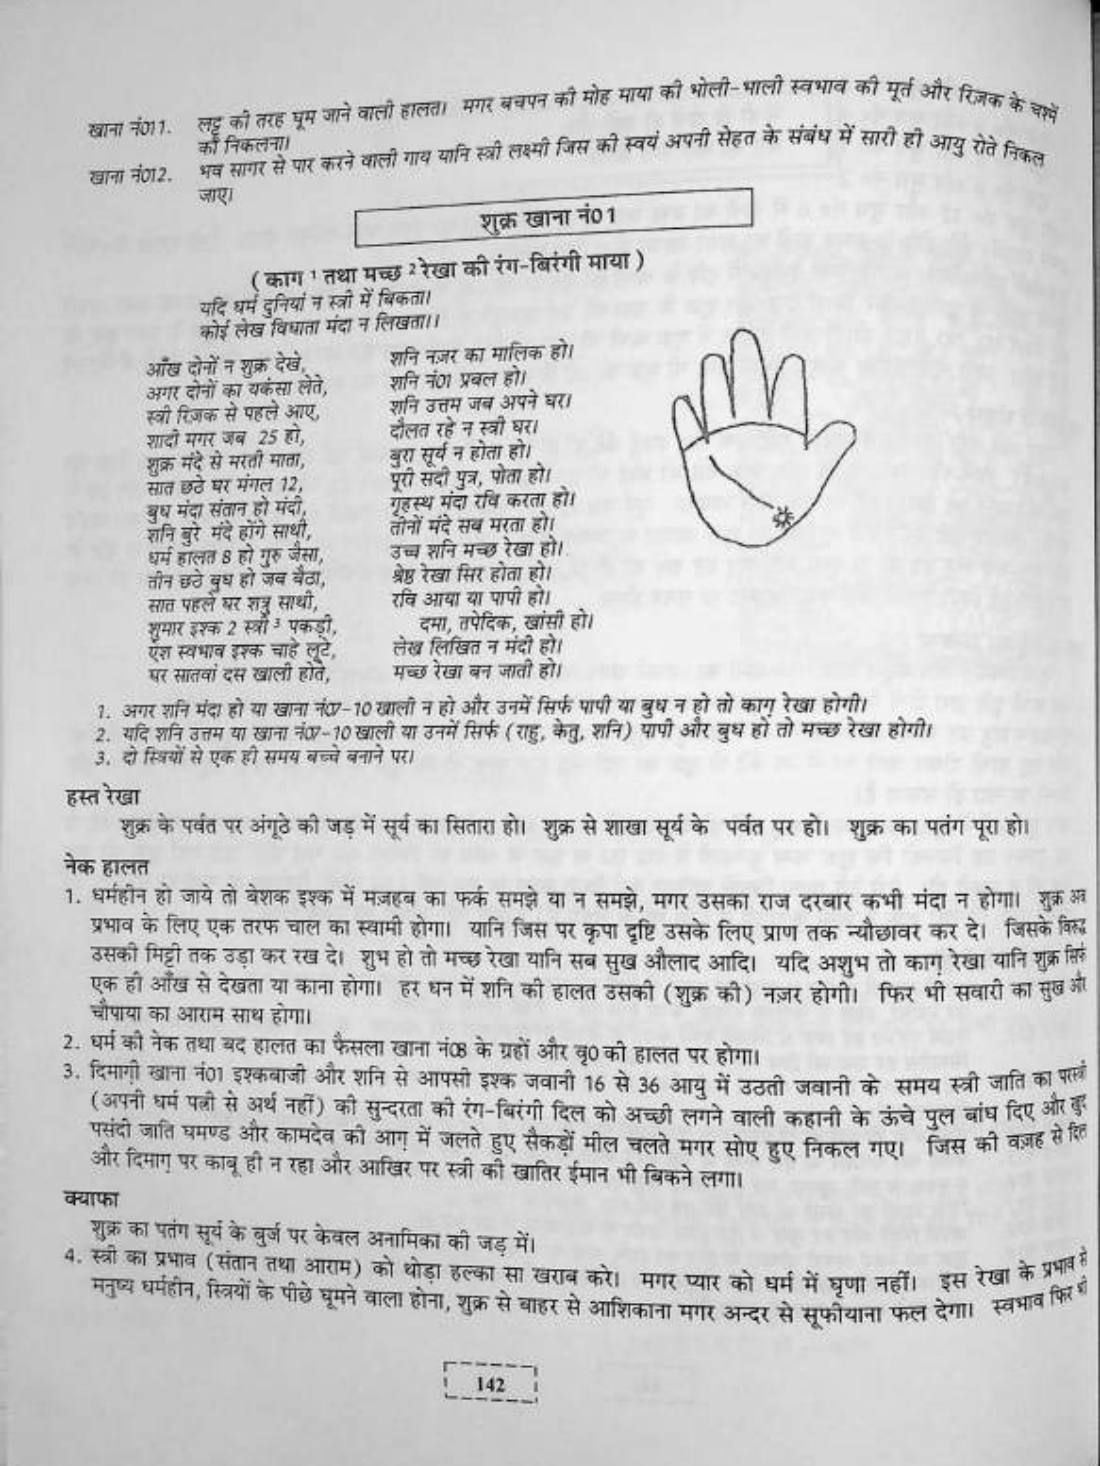 खाना नं011. लट्टू की तरह घूम जाने वाली हालत। मगर बचपन की मोह माया की भोली-भाली स्वभाव की मूर्त और रिज़क के चश्में
को निकलना।
खाना नं012. भव सागर से पार करने वाली गाय यानि स्त्री लक्ष्मी जिस की स्वयं अपनी सेहत के संबंध में सारी ही आयु रोते निकल
जाए।
शुक्र खाना नं01
(काग ¹ तथा मच्छ ² रेखा की रंग-बिरंगी माया)
यदि धर्म दुनियां न स्त्री में बिकता।
कोई लेख विधाता मंदा न लिखता।।
आँख दोनों न शुक्र देखे, शनि नज़र का मालिक हो।
अगर दोनों का यकंसा लेते, शनि नं01 प्रबल हो।
स्त्री रिज़क से पहले आए, शनि उत्तम जब अपने घर।
शादी मगर जब 25 हो, दौलत रहे न स्त्री घर।
शुक्र मंदे से मरती माता, बुरा सूर्य न होता हो।
सात छठे घर मंगल 12, पूरी सदी पुत्र, पोता हो।
बुध मंदा संतान हो मंदी, गृहस्थ मंदा रवि करता हो।
शनि बुरे मंदे होंगे साथी, तीनों मंदे सब मरता हो।
धर्म हालत 8 हो गुरु जैसा, उच्च शनि मच्छ रेखा हो।
तीन छठे बुध हो जब बैठा, श्रेष्ठ रेखा सिर होता हो।
सात पहले घर शत्रु साथी, रवि आया या पापी हो।
शुमार इश्क 2 स्त्री ³ पकड़ी, दमा, तपेदिक, खांसी हो।
ऐश स्वभाव इश्क चाहे लूटे, लेख लिखित न मंदी हो।
घर सातवां दस खाली होते, मच्छ रेखा बन जाती हो।
1. अगर शनि मंदा हो या खाना नं07-10 खाली न हो और उनमें सिर्फ पापी या बुध न हो तो काग रेखा होगी।
2. यदि शनि उत्तम या खाना नं07-10 खाली या उनमें सिर्फ (राहु, केतु, शनि) पापी और बुध हो तो मच्छ रेखा होगी।
3. दो स्त्रियों से एक ही समय बच्चे बनाने पर।
हस्त रेखा
शुक्र के पर्वत पर अंगूठे की जड़ में सूर्य का सितारा हो। शुक्र से शाखा सूर्य के पर्वत पर हो। शुक्र का पतंग पूरा हो।
नेक हालत
1. धर्महीन हो जाये तो बेशक इश्क में मज़हब का फर्क समझे या न समझे, मगर उसका राज दरबार कभी मंदा न होगा। शुक्र अब
प्रभाव के लिए एक तरफ चाल का स्वामी होगा। यानि जिस पर कृपा दृष्टि उसके लिए प्राण तक न्यौछावर कर दे। जिसके विरुद्ध
उसकी मिट्टी तक उड़ा कर रख दे। शुभ हो तो मच्छ रेखा यानि सब सुख औलाद आदि। यदि अशुभ तो काग़ रेखा यानि शुक्र सिर्फ
एक ही आँख से देखता या काना होगा। हर धन में शनि की हालत उसकी (शुक्र की) नज़र होगी। फिर भी सवारी का सुख और
चौपाया का आराम साथ होगा।
2. धर्म की नेक तथा बद हालत का फैसला खाना नं08 के ग्रहों और वृ0 की हालत पर होगा।
3. दिमागी खाना नं01 इश्कबाजी और शनि से आपसी इश्क जवानी 16 से 36 आयु में उठती जवानी के समय स्त्री जाति का परस्त्री
(अपनी धर्म पत्नी से अर्थ नहीं) की सुन्दरता की रंग-बिरंगी दिल को अच्छी लगने वाली कहानी के ऊंचे पुल बांध दिए और खुद
पसंदी जाति घमण्ड और कामदेव की आग़ में जलते हुए सैकड़ों मील चलते मगर सोए हुए निकल गए। जिस की वज़ह से दिल
और दिमाग़ पर काबू ही न रहा और आखिर पर स्त्री की खातिर ईमान भी बिकने लगा।
क्याफा
शुक्र का पतंग सूर्य के बुर्ज पर केवल अनामिका की जड़ में।
4. स्त्री का प्रभाव (संतान तथा आराम) को थोड़ा हल्का सा खराब करे। मगर प्यार को धर्म में घृणा नहीं। इस रेखा के प्रभाव से
मनुष्य धर्महीन, स्त्रियों के पीछे घूमने वाला होना, शुक्र से बाहर से आशिकाना मगर अन्दर से सूफीयाना फल देगा। स्वभाव फिर भी
142